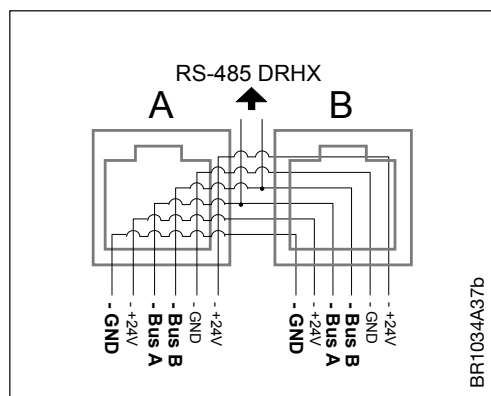 RS-485 DRHX
A
B
- GND
- +24V
- Bus A
- Bus B
- GND
- +24V
- GND
- +24V
- Bus A
- Bus B
- GND
- +24V
BR1034A37b